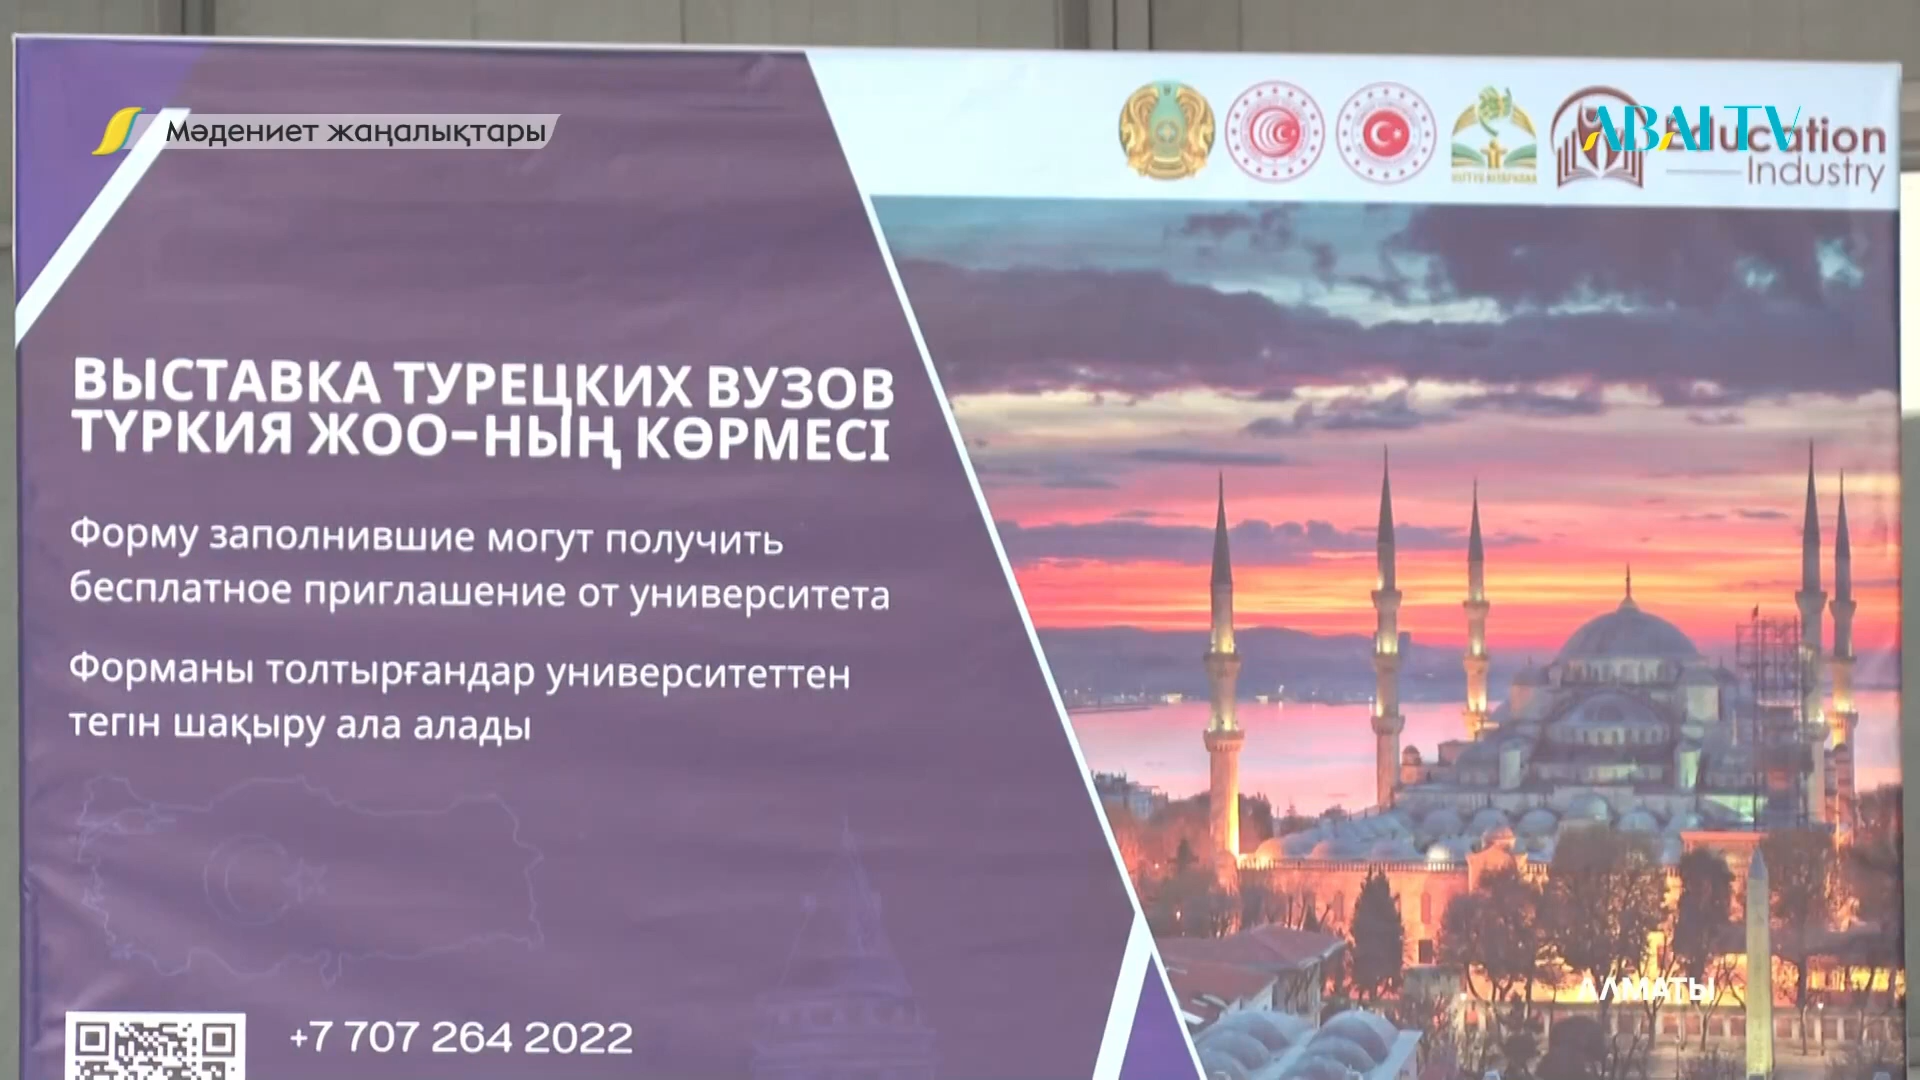 Мәдениет жаңалықтары
ABAI TV
Education
Industry
ВЫСТАВКА ТУРЕЦКИХ ВУЗОВ
ТҮРКИЯ ЖОО-НЫҢ КӨРМЕСІ
Форму заполнившие могут получить
бесплатное приглашение от университета
Форманы толтырғандар университеттен
тегін шақыру ала алады
+7 707 264 2022
АЛМАТЫ